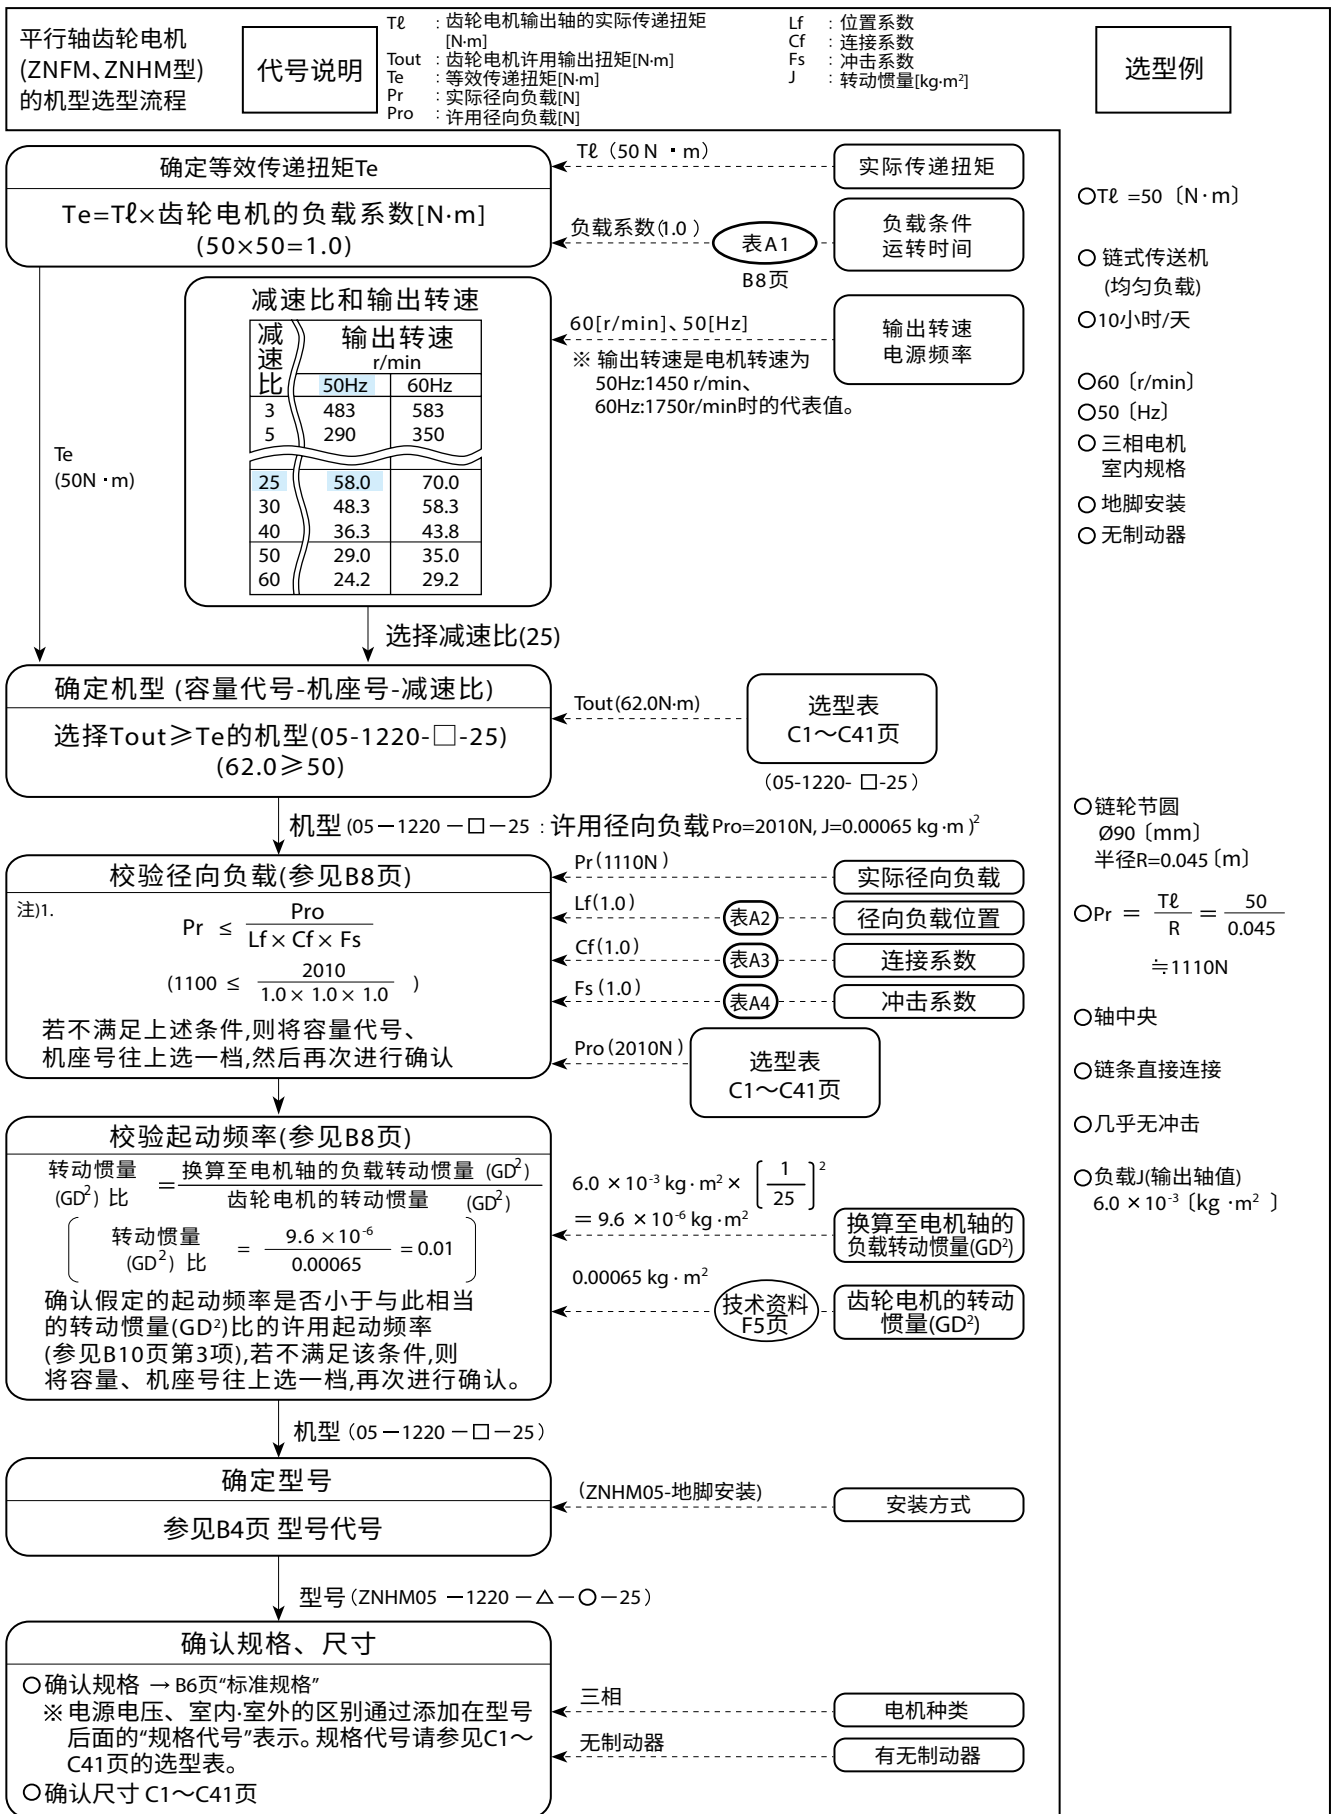 平行轴齿轮电机
(ZNFM、ZNHM型)
的机型选型流程
代号说明
Tℓ : 齿轮电机输出轴的实际传递扭矩
[N·m]
Tout : 齿轮电机许用输出扭矩[N·m]
Te : 等效传递扭矩[N·m]
Pr : 实际径向负载[N]
Pro : 许用径向负载[N]
Lf : 位置系数
Cf : 连接系数
Fs : 冲击系数
J : 转动惯量[kg·m²]
选型例
确定等效传递扭矩Te
Te=Tℓ×齿轮电机的负载系数[N·m]
(50×50=1.0)
Tℓ (50 N ·m)
实际传递扭矩
负载系数(1.0 )
表A1
B8页
负载条件
运转时间
○Tℓ =50〔N·m〕
○ 链式传送机
(均匀负载)
○10小时/天
减速比和输出转速
减速比
输出转速
r/min
50Hz 60Hz
3 483 583
5 290 350
25 58.0 70.0
30 48.3 58.3
40 36.3 43.8
50 29.0 35.0
60 24.2 29.2
60[r/min]、50[Hz]
※ 输出转速是电机转速为
50Hz:1450 r/min、
60Hz:1750r/min时的代表值。
输出转速
电源频率
○60〔r/min〕
○50〔Hz〕
○ 三相电机
室内规格
○ 地脚安装
○ 无制动器
Te
(50N ·m)
选择减速比(25)
确定机型 (容量代号-机座号-减速比)
选择Tout≥Te的机型(05-1220-□-25)
(62.0≥50)
Tout(62.0N·m)
选型表
C1～C41页
(05-1220- □-25 )
机型 (05－1220 －□－25 : 许用径向负载Pro=2010N, J=0.00065 kg·m )²
校验径向负载(参见B8页)
注)1.
Pr ≤ Pro / Lf × Cf × Fs
(1100 ≤ 2010 / 1.0 × 1.0 × 1.0 )
若不满足上述条件,则将容量代号、
机座号往上选一档,然后再次进行确认
Pr (1110N )
实际径向负载
Lf(1.0 )
表A2
径向负载位置
Cf (1.0 )
表A3
连接系数
Fs (1.0 )
表A4
冲击系数
Pro (2010N )
选型表
C1～C41页
○链轮节圆
Ø90〔mm〕
半径R=0.045〔m〕
○Pr = Tℓ / R = 50 / 0.045
≒1110N
○轴中央
○链条直接连接
○几乎无冲击
○负载J(输出轴值)
6.0 × 10⁻³〔kg ·m² 〕
校验起动频率(参见B8页)
转动惯量 (GD²) 比 = 换算至电机轴的负载转动惯量 (GD²) / 齿轮电机的转动惯量 (GD²)
( 转动惯量 (GD²) 比 = 9.6 × 10⁻⁶ / 0.00065 = 0.01 )
确认假定的起动频率是否小于与此相当
的转动惯量(GD²)比的许用起动频率
(参见B10页第3项),若不满足该条件,则
将容量、机座号往上选一档,再次进行确认。
6.0 × 10⁻³ kg · m² × [ 1 / 25 ]²
= 9.6 × 10⁻⁶ kg · m²
换算至电机轴的
负载转动惯量(GD²)
0.00065 kg · m²
技术资料
F5页
齿轮电机的转动
惯量(GD²)
机型 (05 －1220 －□－25 )
确定型号
参见B4页 型号代号
(ZNHM05-地脚安装)
安装方式
型号 (ZNHM05 －1220 －△－○－25 )
确认规格、尺寸
○确认规格 → B6页“标准规格”
※ 电源电压、室内·室外的区别通过添加在型号
后面的“规格代号”表示。规格代号请参见C1～
C41页的选型表。
○确认尺寸 C1～C41页
三相
电机种类
无制动器
有无制动器